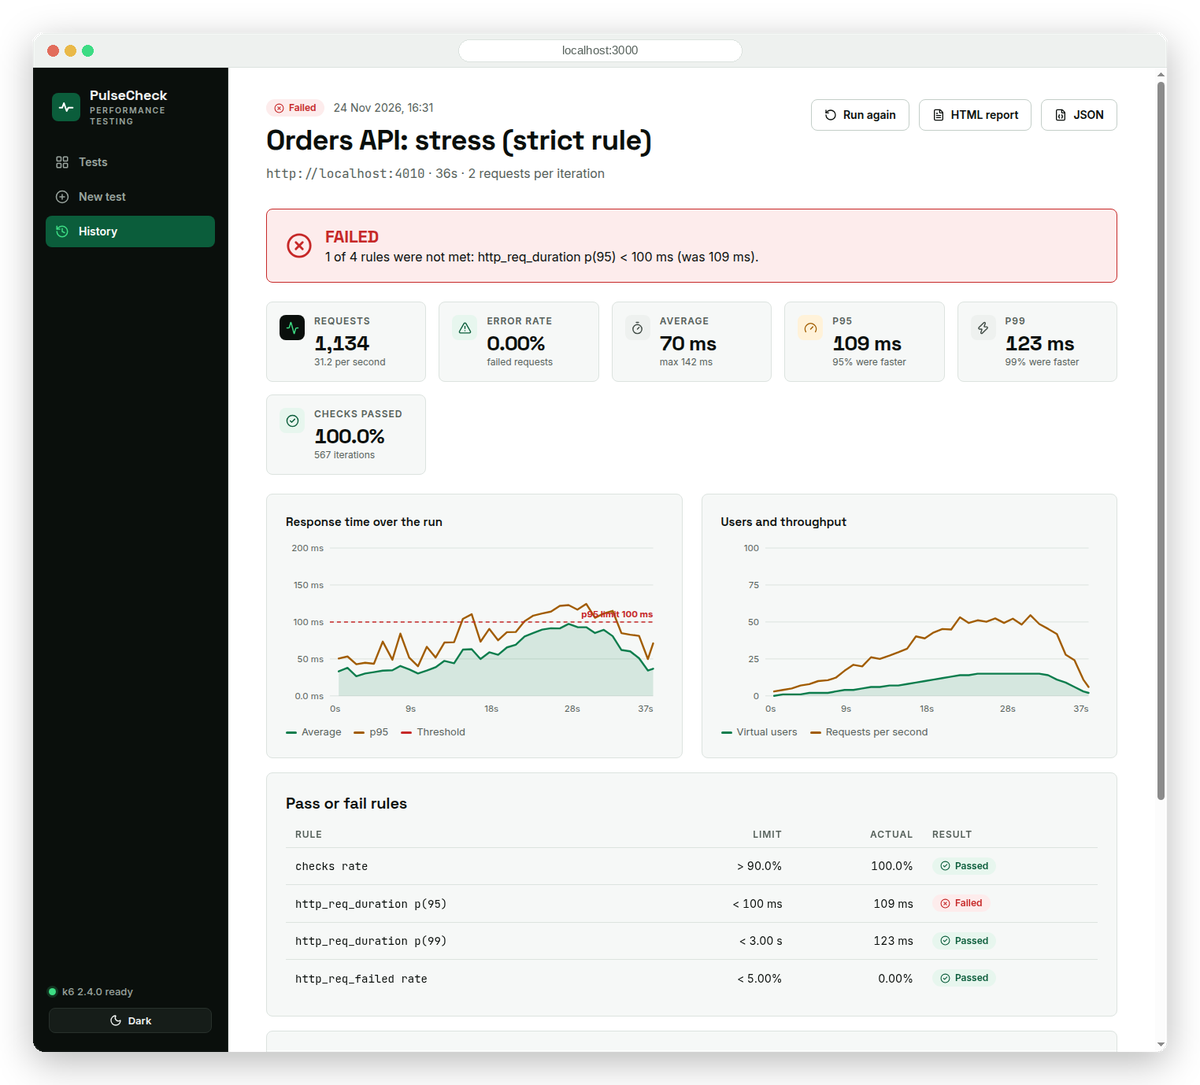 localhost:3000
PulseCheck
PERFORMANCE
TESTING
Tests
New test
History
k6 2.4.0 ready
Dark
Failed 24 Nov 2026, 16:31
Run again
HTML report
JSON
Orders API: stress (strict rule)
http://localhost:4010 · 36s · 2 requests per iteration
FAILED
1 of 4 rules were not met: http_req_duration p(95) < 100 ms (was 109 ms).
REQUESTS
1,134
31.2 per second
ERROR RATE
0.00%
failed requests
AVERAGE
70 ms
max 142 ms
P95
109 ms
95% were faster
P99
123 ms
99% were faster
CHECKS PASSED
100.0%
567 iterations
Response time over the run
200 ms
150 ms
100 ms
50 ms
0.0 ms
p95 limit 100 ms
0s 9s 18s 28s 37s
Average p95 Threshold
Users and throughput
100
75
50
25
0
0s 9s 18s 28s 37s
Virtual users Requests per second
Pass or fail rules
RULE LIMIT ACTUAL RESULT
checks rate > 90.0% 100.0% Passed
http_req_duration p(95) < 100 ms 109 ms Failed
http_req_duration p(99) < 3.00 s 123 ms Passed
http_req_failed rate < 5.00% 0.00% Passed